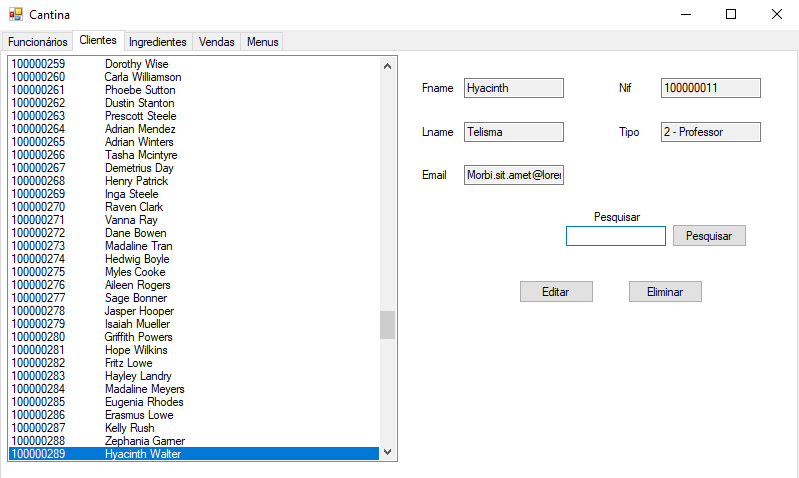 Cantina
Funcionários Clientes Ingredientes Vendas Menus
100000259 Dorothy Wise
100000260 Carla Williamson
100000261 Phoebe Sutton
100000262 Dustin Stanton
100000263 Prescott Steele
100000264 Adrian Mendez
100000265 Adrian Winters
100000266 Tasha Mcintyre
100000267 Demetrius Day
100000268 Henry Patrick
100000269 Inga Steele
100000270 Raven Clark
100000271 Vanna Ray
100000272 Dane Bowen
100000273 Madaline Tran
100000274 Hedwig Boyle
100000275 Myles Cooke
100000276 Aileen Rogers
100000277 Sage Bonner
100000278 Jasper Hooper
100000279 Isaiah Mueller
100000280 Griffith Powers
100000281 Hope Wilkins
100000282 Fritz Lowe
100000283 Hayley Landry
100000284 Madaline Meyers
100000285 Eugenia Rhodes
100000286 Erasmus Lowe
100000287 Kelly Rush
100000288 Zephania Garner
100000289 Hyacinth Walter
Fname Hyacinth Nif 100000011
Lname Telisma Tipo 2 - Professor
Email Morbi.sit.amet@lorer
Pesquisar
Pesquisar
Editar Eliminar